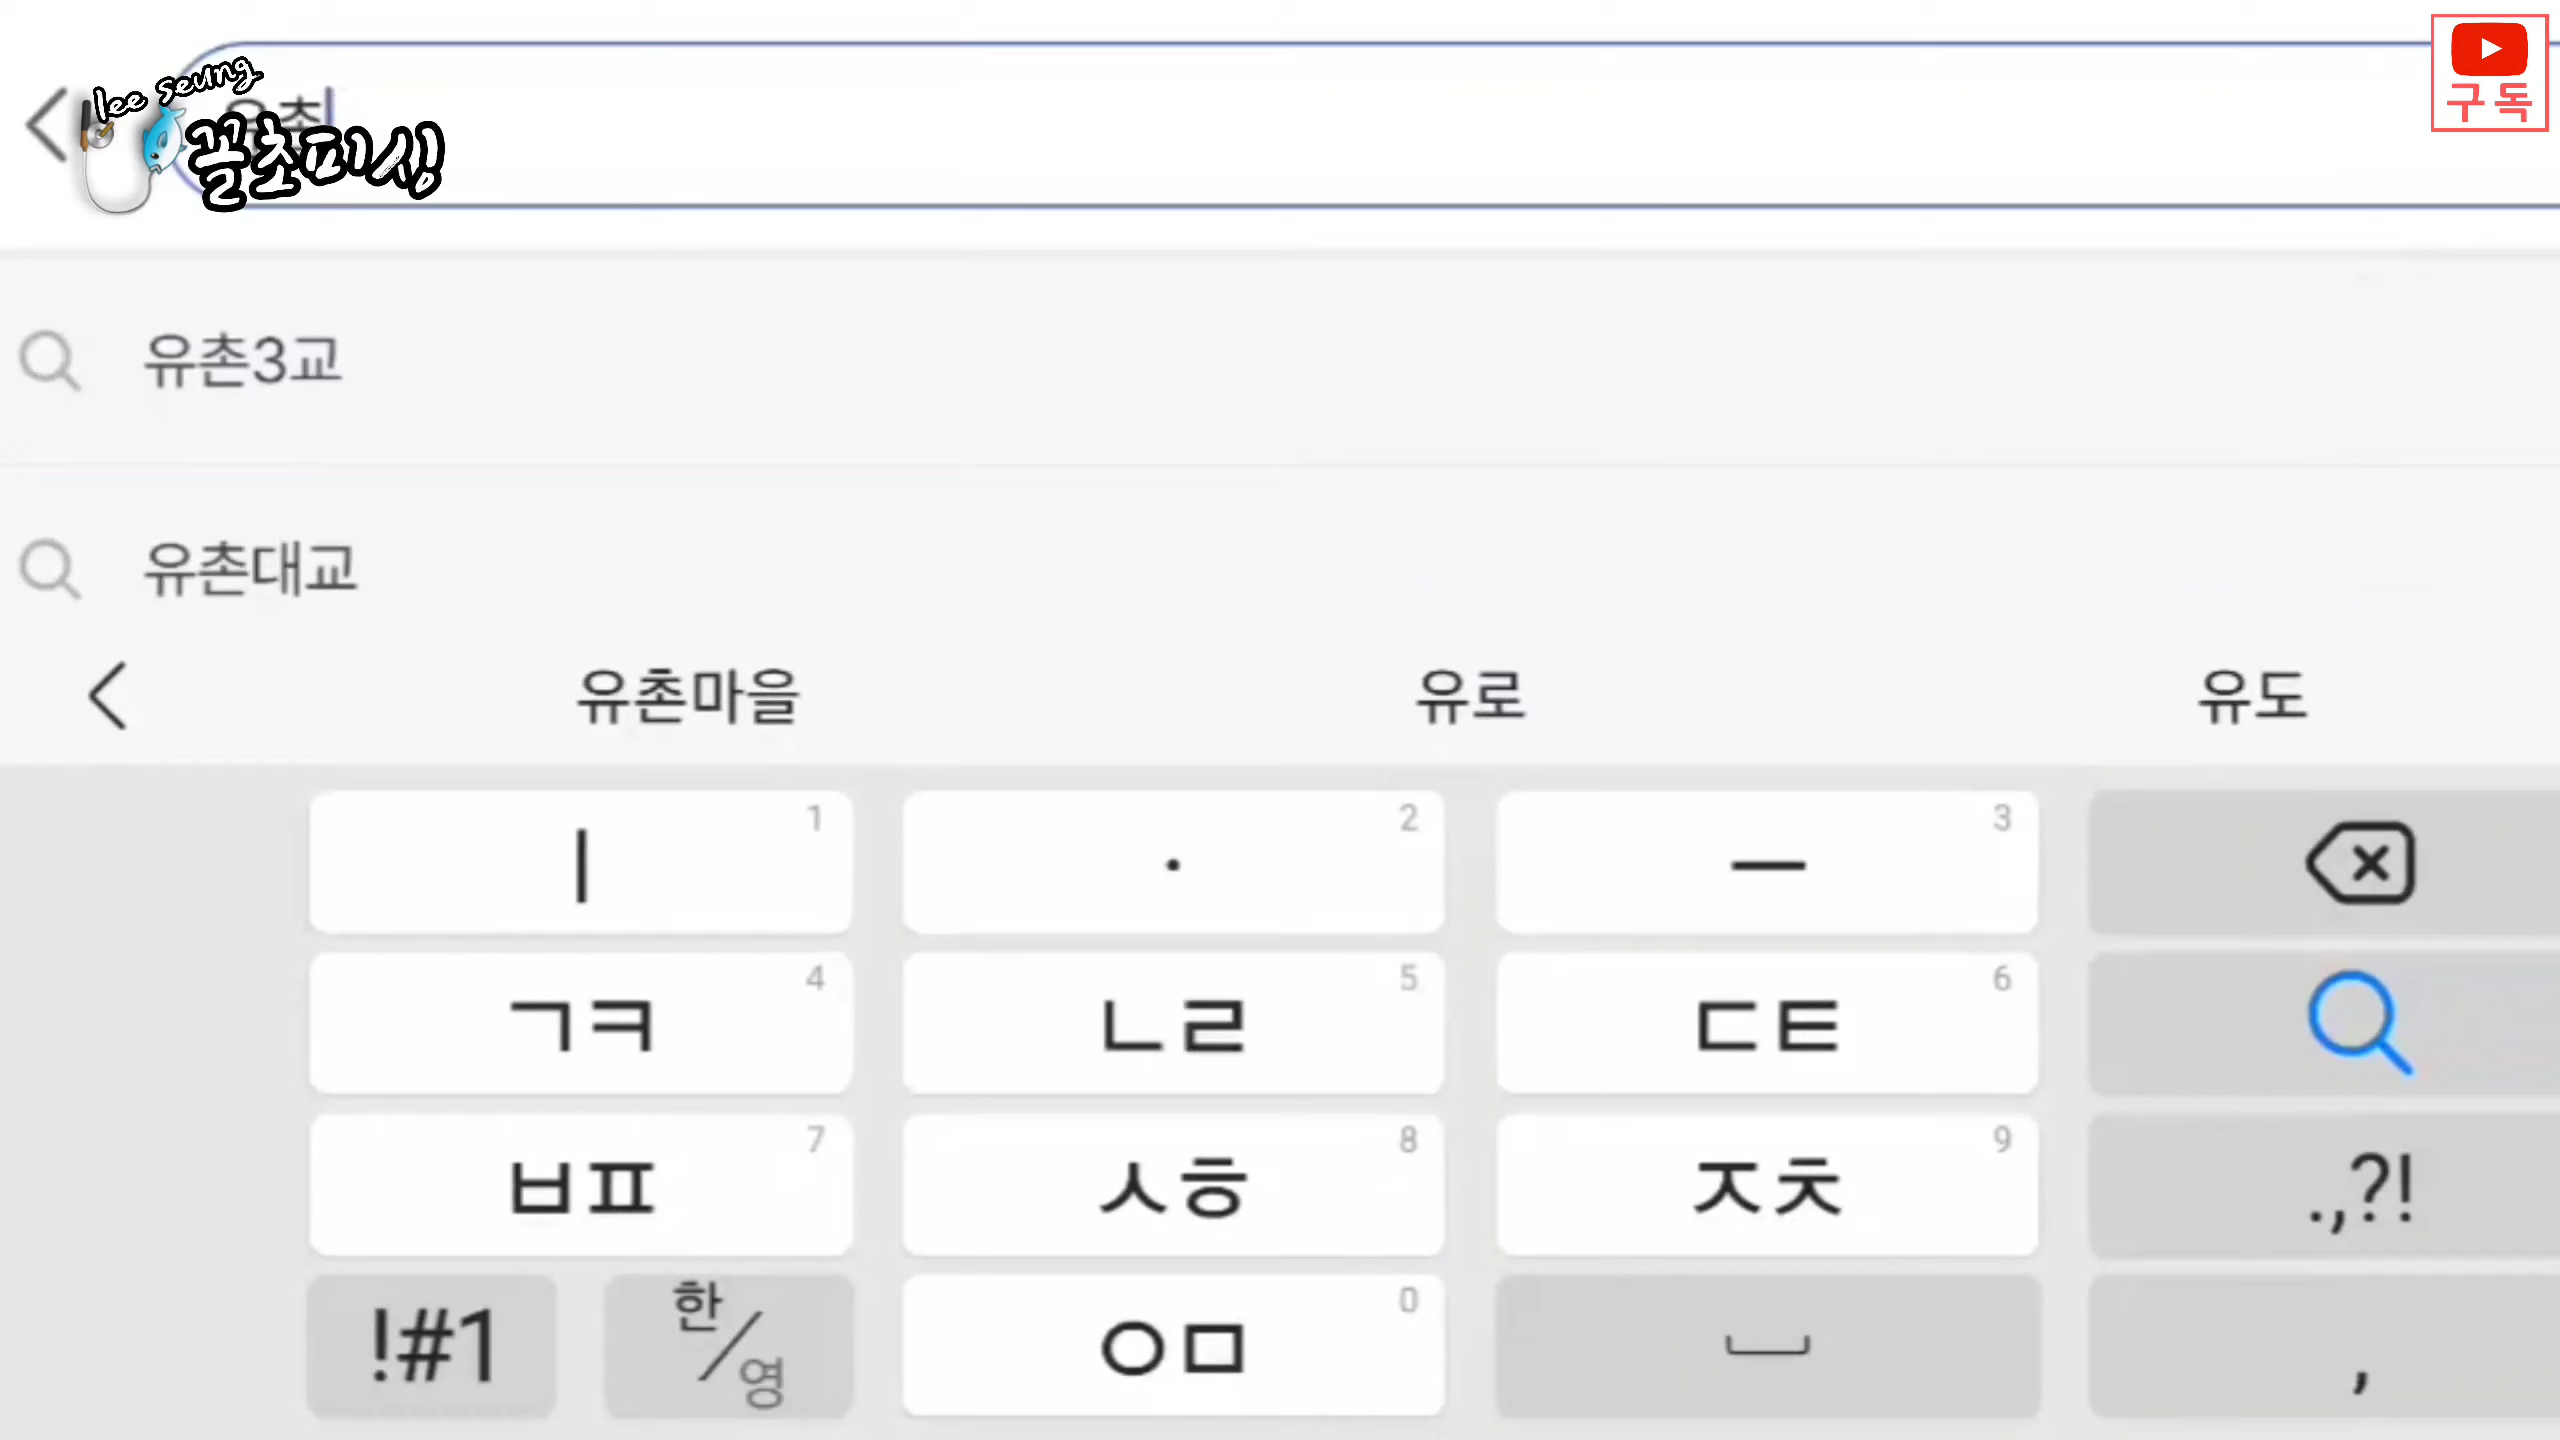 lee seung
꼴초피싱
구독
유촌3교
유촌대교
유촌마을 유로 유도
ㅣ 1 · 2 ㅡ 3
ㄱㅋ 4 ㄴㄹ 5 ㄷㅌ 6
ㅂㅍ 7 ㅅㅎ 8 ㅈㅊ 9 .,?!
!#1 한/영 ㅇㅁ 0 ,